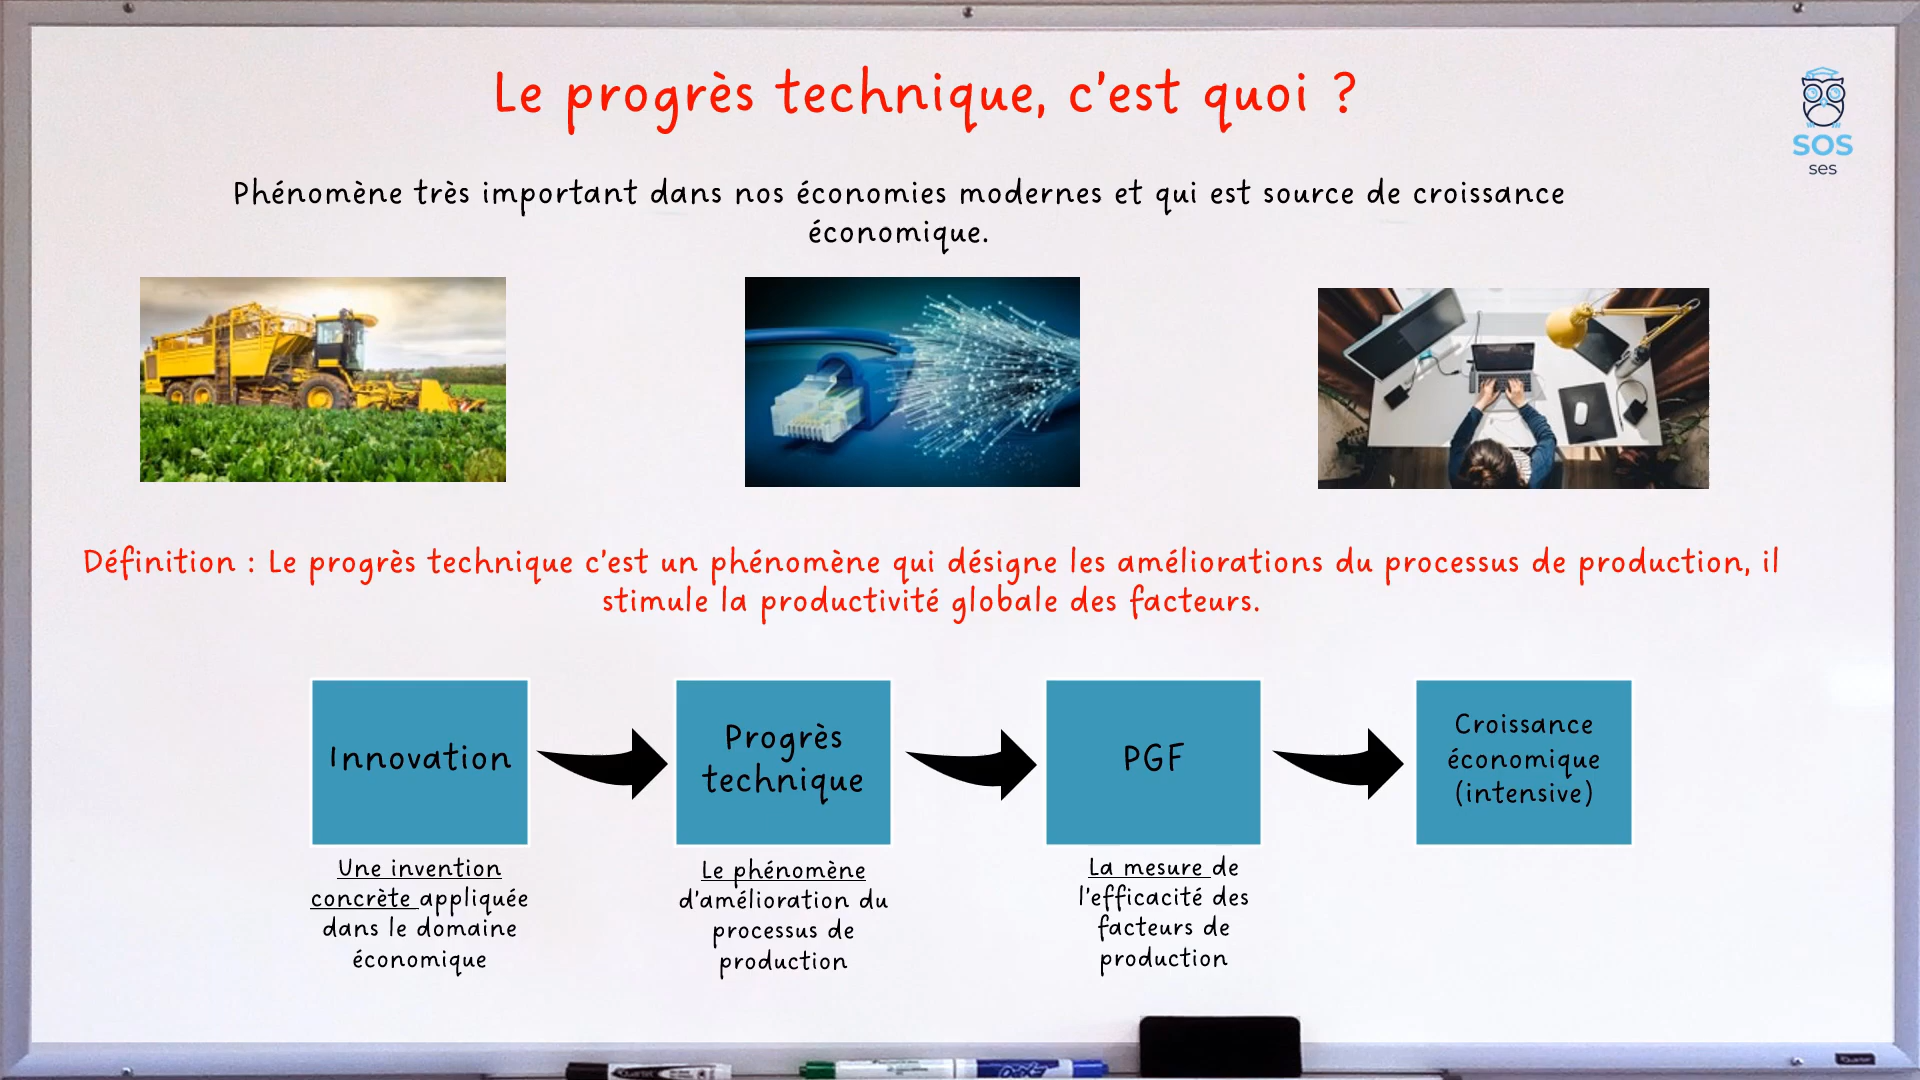 Le progrès technique, c'est quoi ?
SOS
ses
Phénomène très important dans nos économies modernes et qui est source de croissance
économique.
Définition : Le progrès technique c'est un phénomène qui désigne les améliorations du processus de production, il
stimule la productivité globale des facteurs.
Innovation
Progrès
technique
PGF
Croissance
économique
(intensive)
Une invention
concrète appliquée
dans le domaine
économique
Le phénomène
d'amélioration du
processus de
production
La mesure de
l'efficacité des
facteurs de
production
Quartet